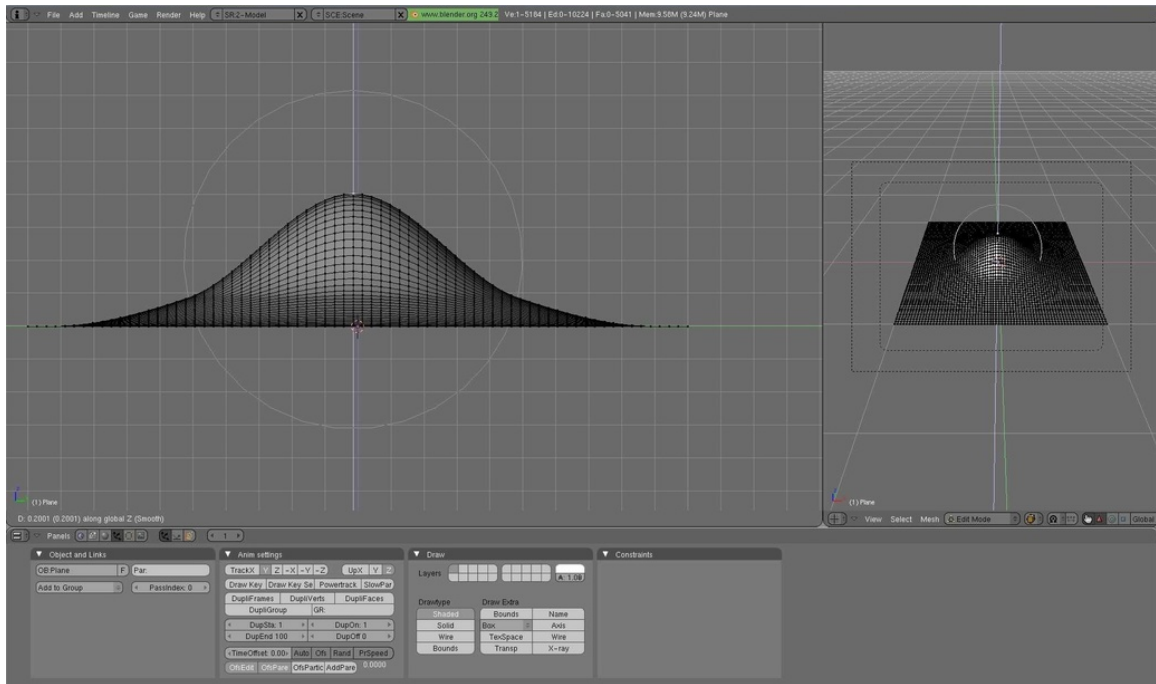 File Add Timeline Game Render Help SR:2-Model X SCE:Scene X www.blender.org 249.2 Ve:1-5184 | Ed:0-10224 | Fa:0-5041 | Mem:9.58M (9.24M) Plane
(1) Plane
(1) Plane
D: 0.2001 (0.2001) along global Z (Smooth)
View Select Mesh Edit Mode Global
Panels 1
Object and Links
OB:Plane F Par:
Add to Group PassIndex: 0
Anim settings
TrackX Y Z -X -Y -Z UpX Y Z
Draw Key Draw Key Se Powertrack SlowPar
DupliFrames DupliVerts DupliFaces
DupliGroup GR:
DupSta: 1 DupOn: 1
DupEnd 100 DupOff 0
TimeOffset: 0.00 Auto Ofs Rand PrSpeed
OfsEdit OfsPare OfsPartic AddPare 0.0000
Draw
Layers A: 1.00
Drawtype Draw Extra
Shaded Bounds Name
Solid Box Axis
Wire TexSpace Wire
Bounds Transp X-ray
Constraints